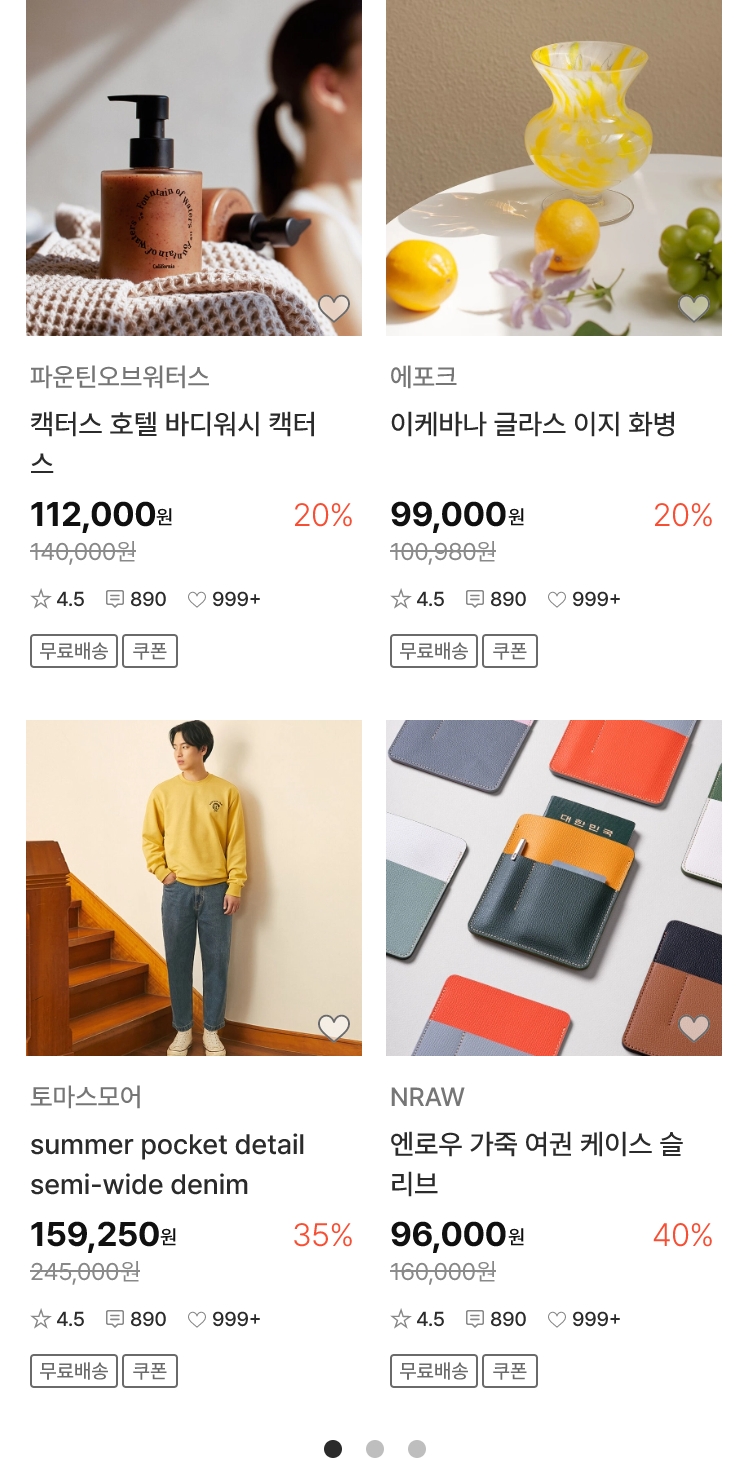 Fountain of Waters
Fountain of Waters
California
파운틴오브워터스
캑터스 호텔 바디워시 캑터
스
112,000원
20%
140,000원
4.5
890
999+
무료배송
쿠폰
에포크
이케바나 글라스 이지 화병
99,000원
20%
100,980원
4.5
890
999+
무료배송
쿠폰
토마스모어
summer pocket detail
semi-wide denim
159,250원
35%
245,000원
4.5
890
999+
무료배송
쿠폰
대한민국
NRAW
엔로우 가죽 여권 케이스 슬
리브
96,000원
40%
160,000원
4.5
890
999+
무료배송
쿠폰